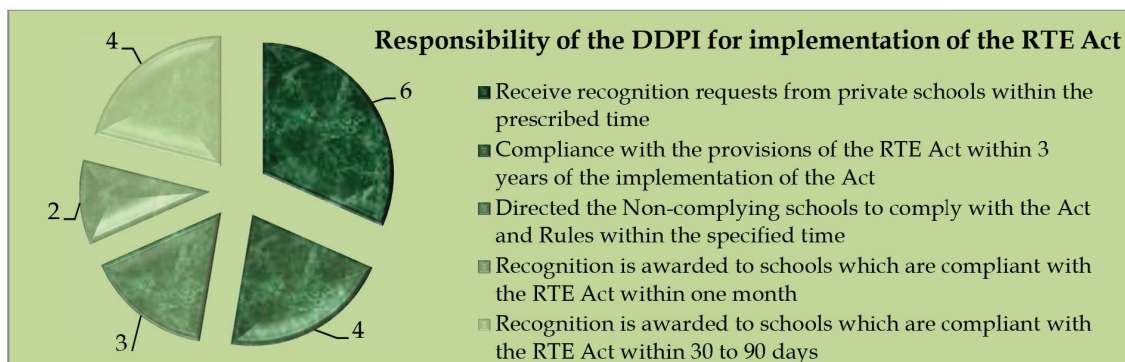 Responsibility of the DDPI for implementation of the RTE Act
4
6
2
3
4
Receive recognition requests from private schools within the
prescribed time
Compliance with the provisions of the RTE Act within 3
years of the implementation of the Act
Directed the Non-complying schools to comply with the Act
and Rules within the specified time
Recognition is awarded to schools which are compliant with
the RTE Act within one month
Recognition is awarded to schools which are compliant with
the RTE Act within 30 to 90 days